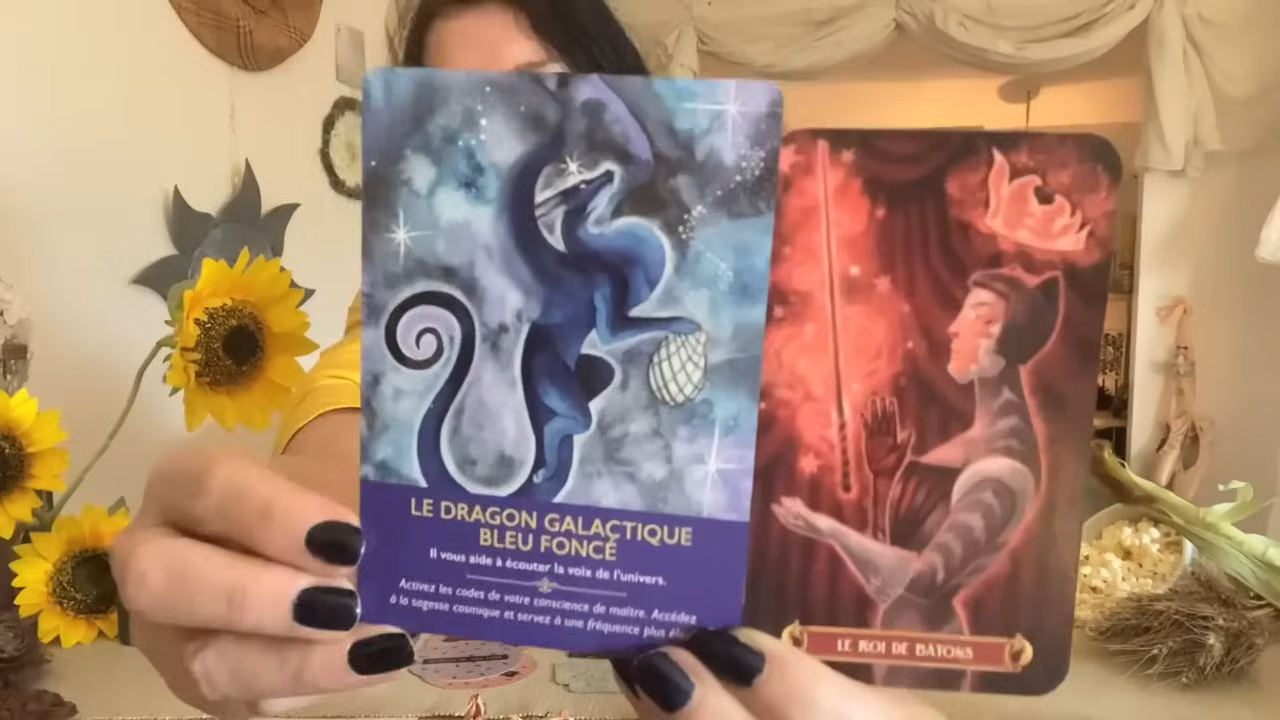 LE DRAGON GALACTIQUE
BLEU FONCÉ
Il vous aide à écouter la voix de l'univers.
Activez les codes de votre conscience de maître. Accédez
à la sagesse cosmique et servez à une fréquence plus
LE ROI DE BÂTONS